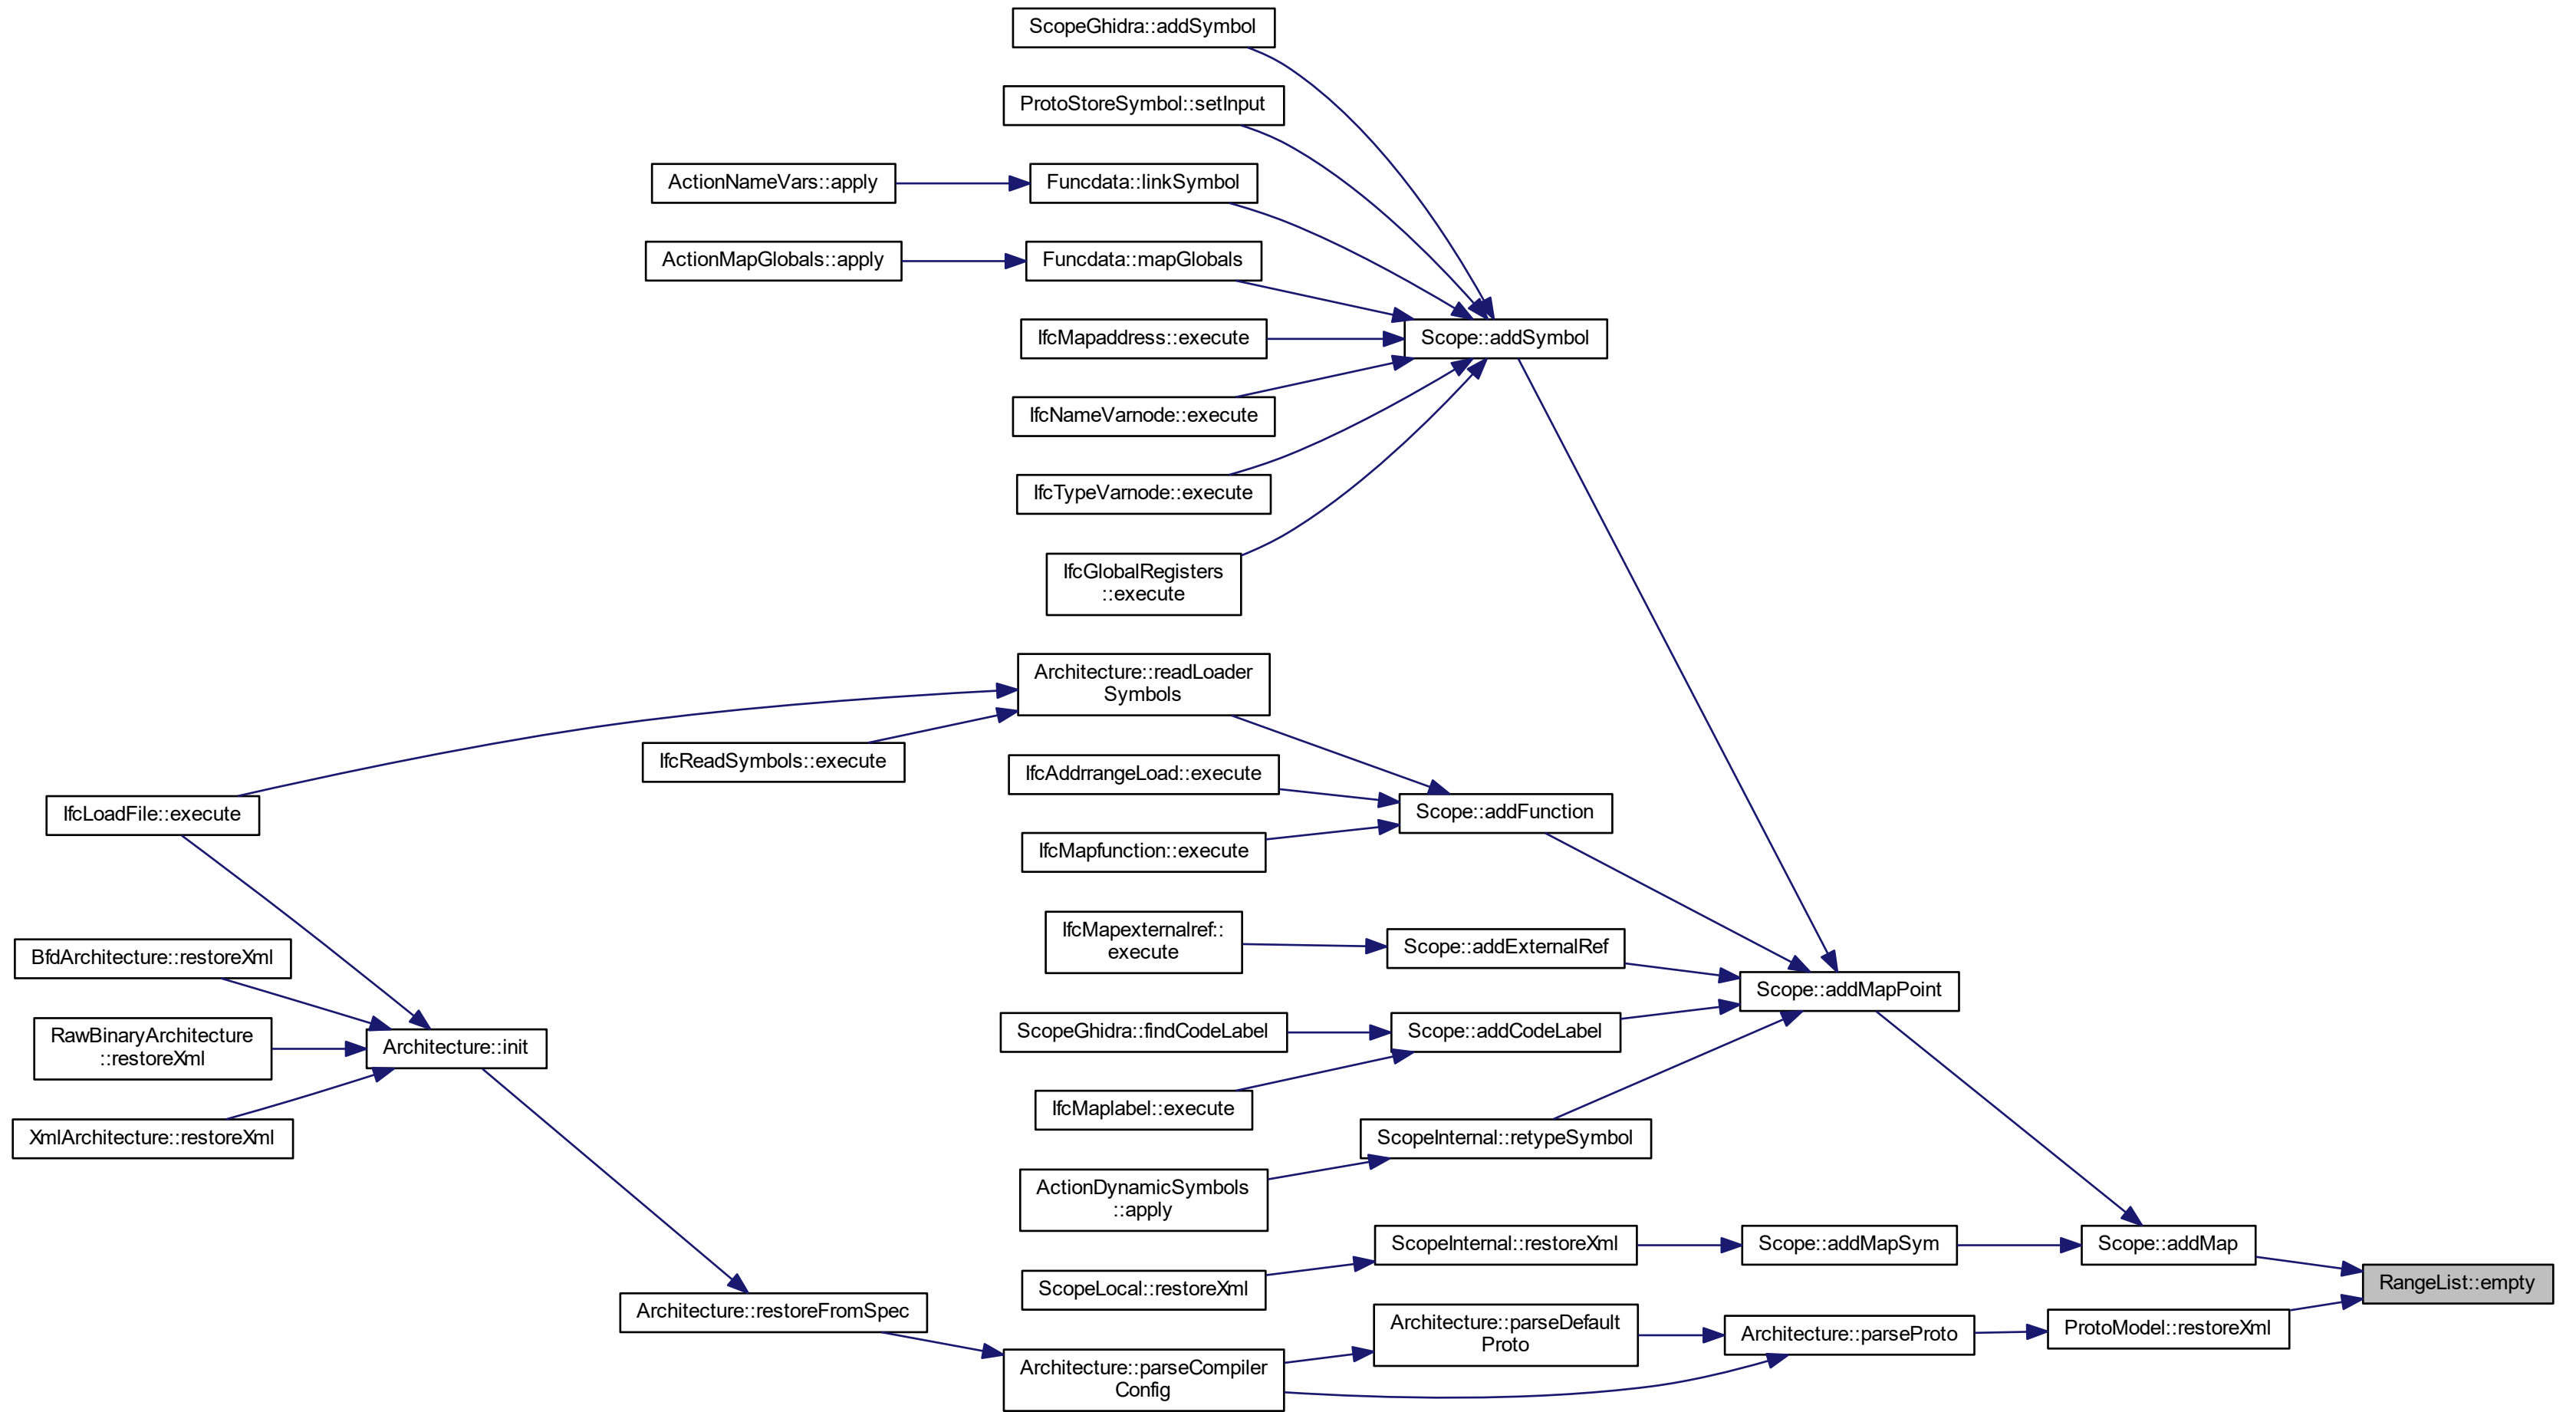 ScopeGhidra::addSymbol
ProtoStoreSymbol::setInput
ActionNameVars::apply
Funcdata::linkSymbol
ActionMapGlobals::apply
Funcdata::mapGlobals
IfcMapaddress::execute
Scope::addSymbol
IfcNameVarnode::execute
IfcTypeVarnode::execute
IfcGlobalRegisters
::execute
Architecture::readLoader
Symbols
IfcReadSymbols::execute
IfcAddrrangeLoad::execute
IfcLoadFile::execute
Scope::addFunction
IfcMapfunction::execute
IfcMapexternalref::
execute
Scope::addExternalRef
BfdArchitecture::restoreXml
Scope::addMapPoint
RawBinaryArchitecture
::restoreXml
Architecture::init
ScopeGhidra::findCodeLabel
Scope::addCodeLabel
IfcMaplabel::execute
XmlArchitecture::restoreXml
ScopeInternal::retypeSymbol
ActionDynamicSymbols
::apply
ScopeInternal::restoreXml
Scope::addMapSym
Scope::addMap
ScopeLocal::restoreXml
RangeList::empty
Architecture::restoreFromSpec
Architecture::parseDefault
Proto
Architecture::parseProto
ProtoModel::restoreXml
Architecture::parseCompiler
Config